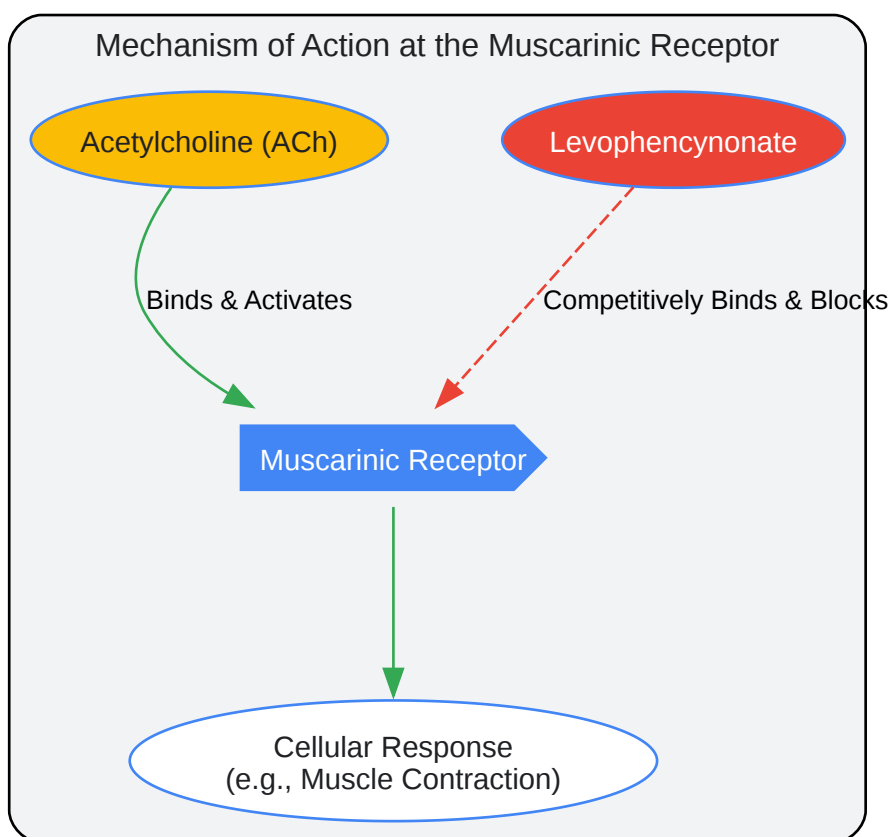 Mechanism of Action at the Muscarinic Receptor
Acetylcholine (ACh)
Levophencynonate
Binds & Activates
Competitively Binds & Blocks
Muscarinic Receptor
Cellular Response
(e.g., Muscle Contraction)